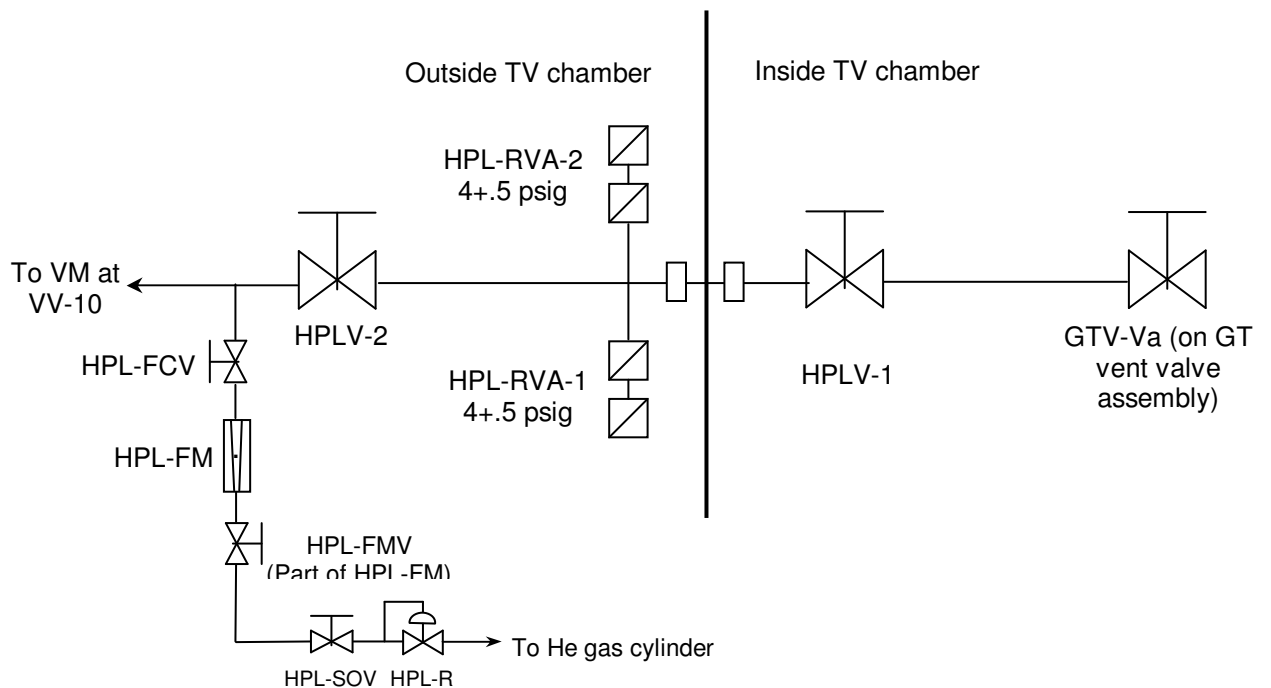 Outside TV chamber
Inside TV chamber
HPL-RVA-2
4+.5 psig
To VM at
VV-10
HPLV-2
HPL-FCV
HPL-RVA-1
4+.5 psig
HPLV-1
GTV-Va (on GT
vent valve
assembly)
HPL-FM
HPL-FMV
(Part of HPL-FM)
To He gas cylinder
HPL-SOV
HPL-R